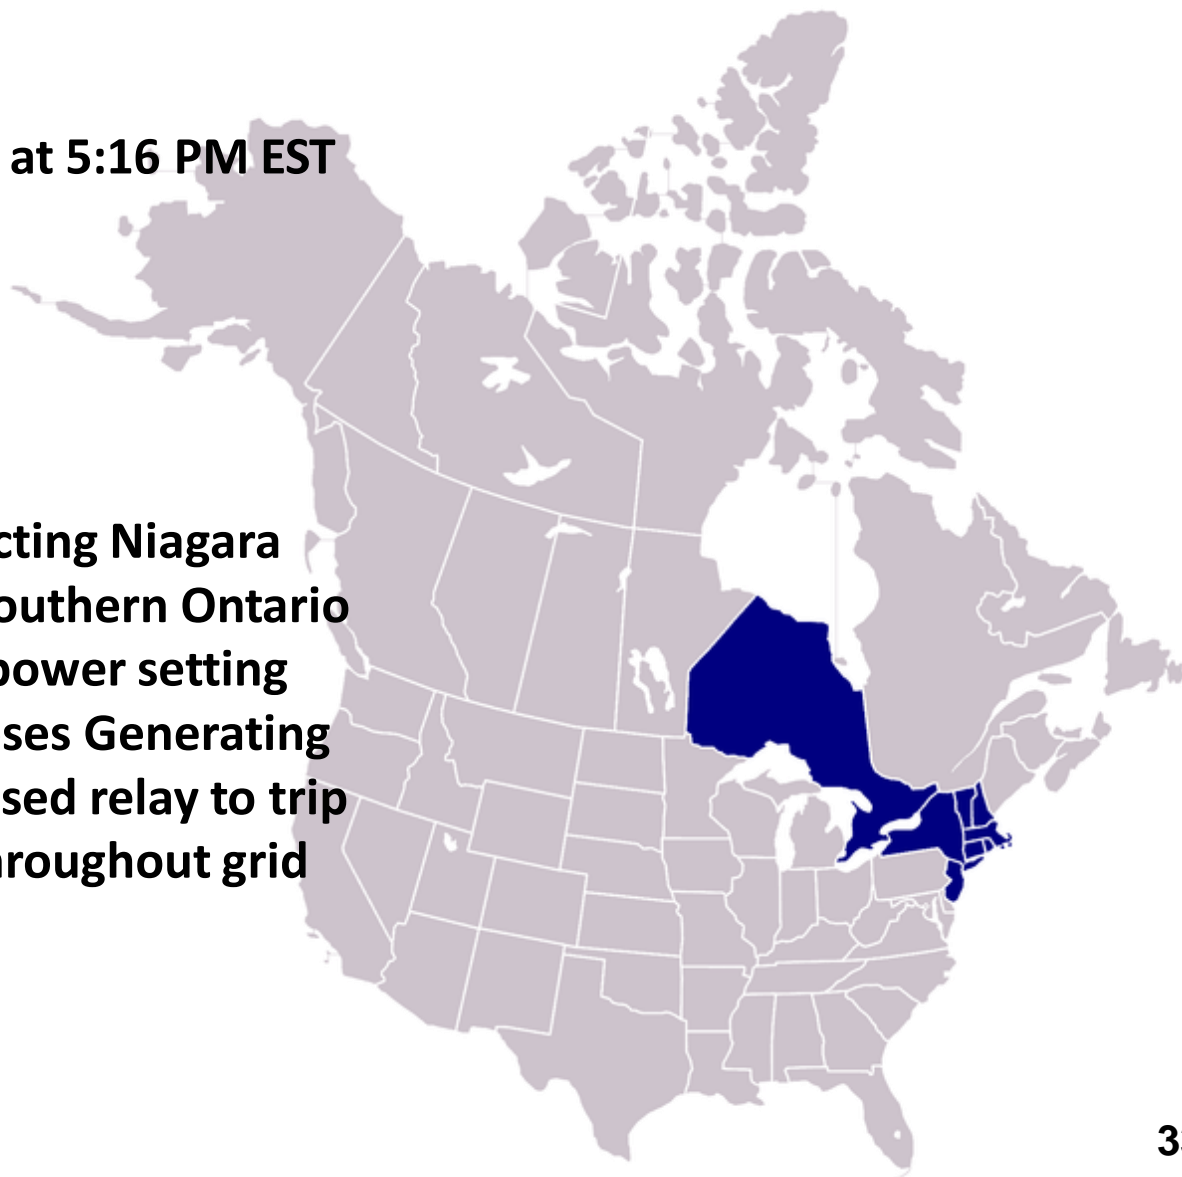 at 5:16 PM EST
cting Niagara
outhern Ontario
power setting
ses Generating
sed relay to trip
roughout grid